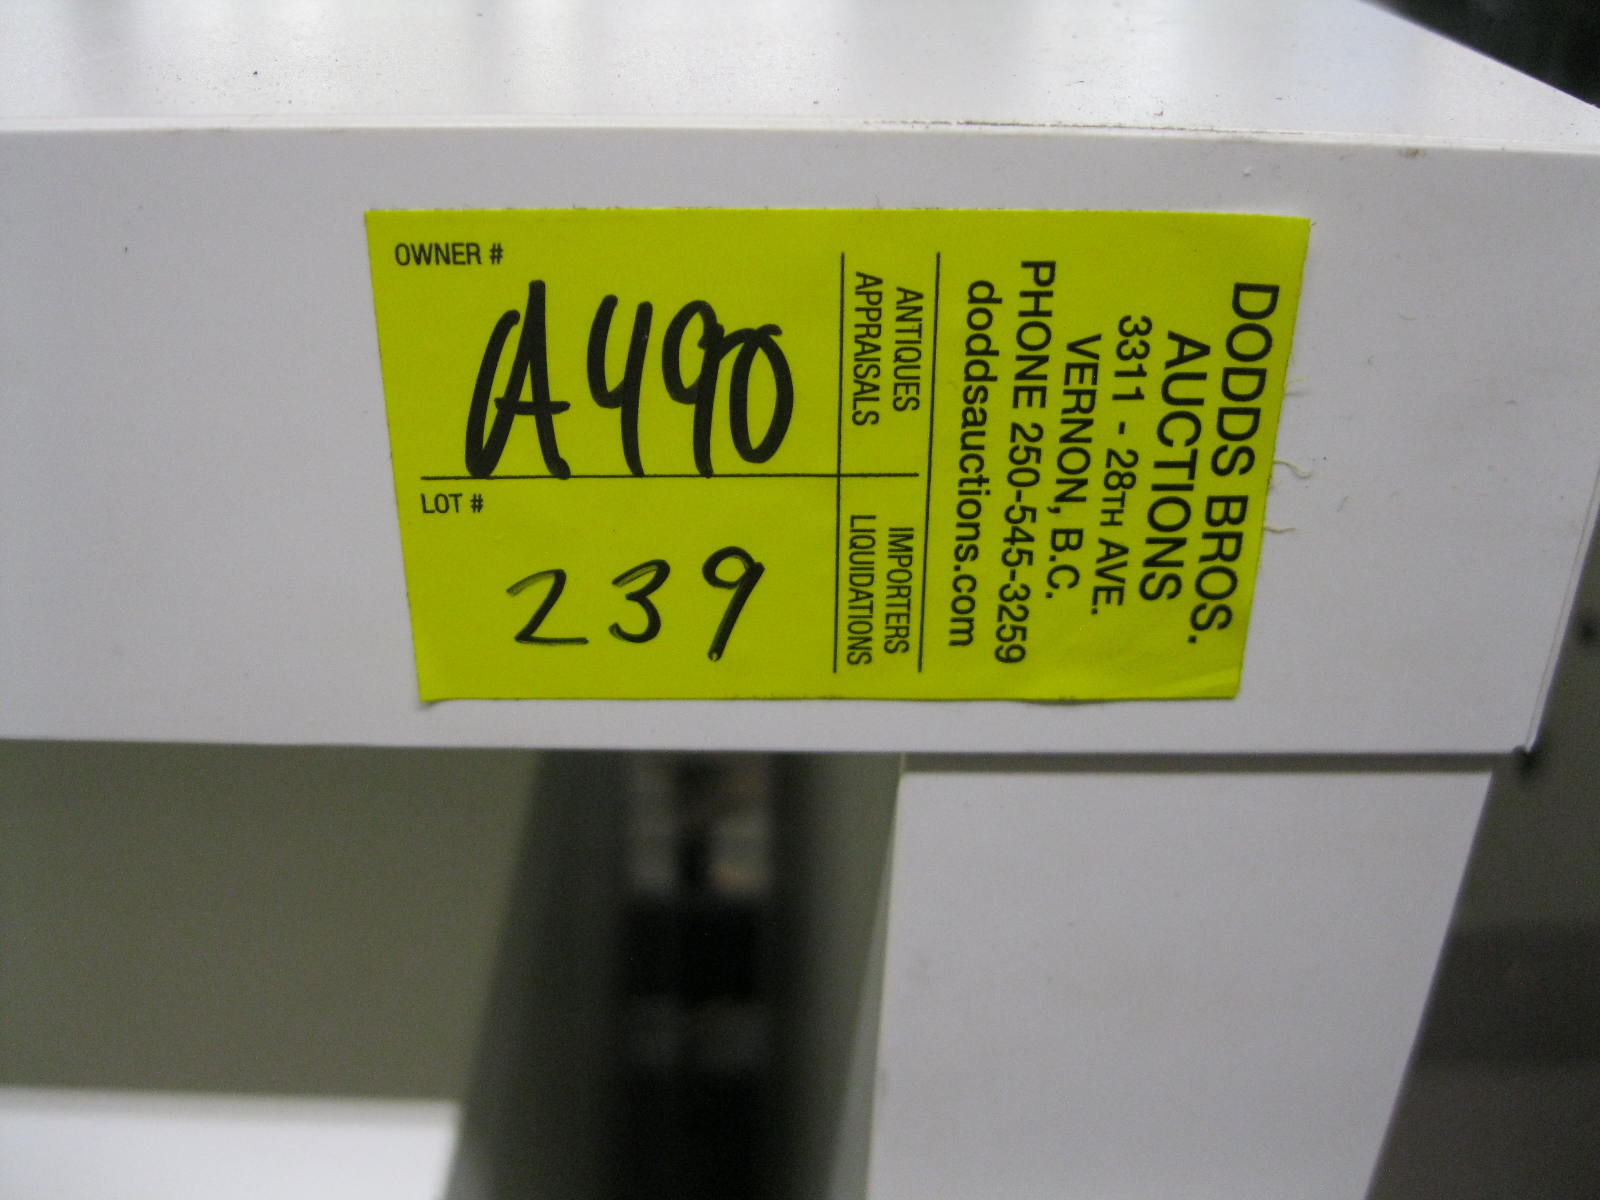 OWNER #
A490
LOT #
239
ANTIQUES
APPRAISALS
IMPORTERS
LIQUIDATIONS
DODDS BROS.
AUCTIONS
3311 - 28TH AVE.
VERNON, B.C.
PHONE 250-545-3259
doddsauctions.com